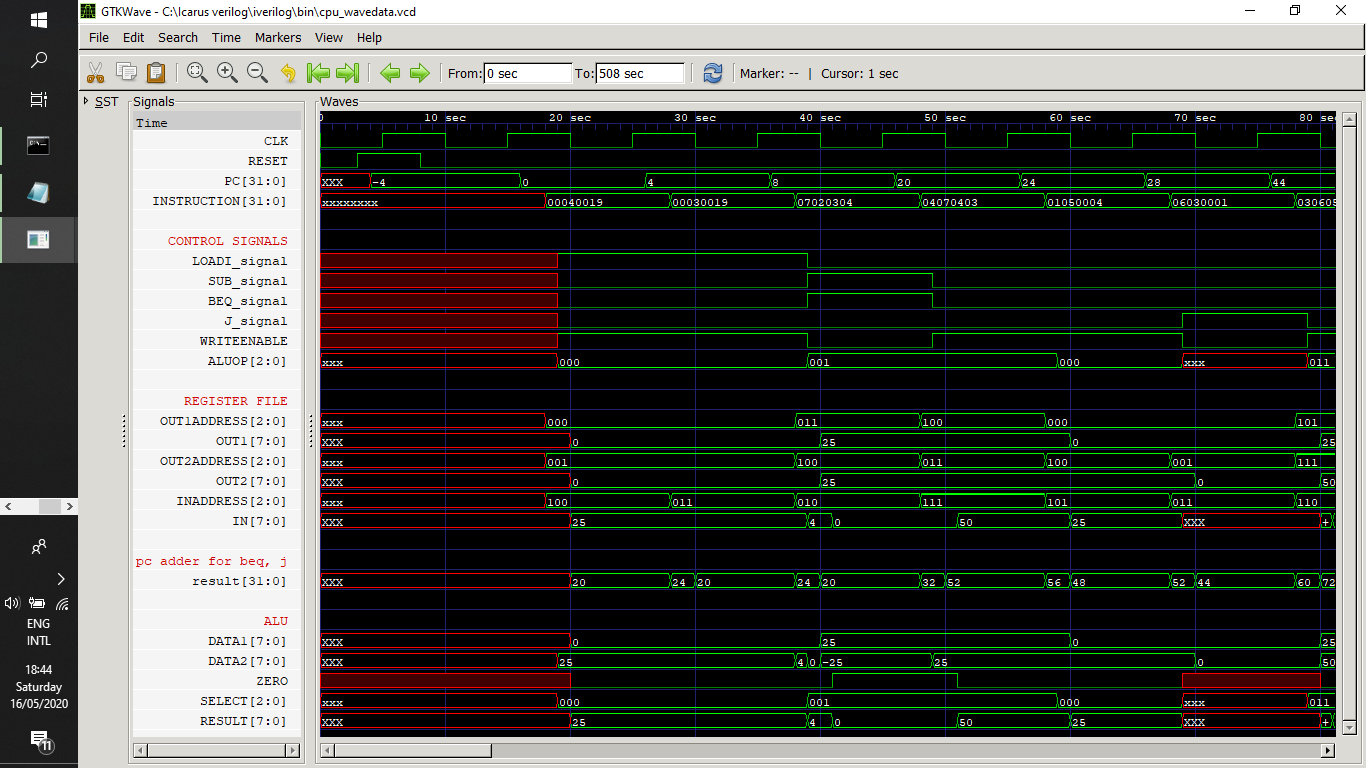 GTKWave - C:\Icarus verilog\iverilog\bin\cpu_wavedata.vcd
File Edit Search Time Markers View Help
From: 0 sec To: 508 sec Marker: -- | Cursor: 1 sec
SST
Signals
Waves
Time 0 10 sec 20 sec 30 sec 40 sec 50 sec 60 sec 70 sec 80 sec
CLK
RESET
PC[31:0] XXX -4 0 4 8 20 24 28 44
INSTRUCTION[31:0] xxxxxxxx 00040019 00030019 07020304 04070403 01050004 06030001 030605
CONTROL SIGNALS
LOADI_signal
SUB_signal
BEQ_signal
J_signal
WRITEENABLE
ALUOP[2:0] xxx 000 001 000 xxx 011
REGISTER FILE
OUT1ADDRESS[2:0] xxx 000 011 100 000 101
OUT1[7:0] XXX 0 25 0 25
OUT2ADDRESS[2:0] xxx 001 100 011 100 001 111
OUT2[7:0] XXX 0 25 0 50
INADDRESS[2:0] xxx 100 011 010 111 101 011 110
IN[7:0] XXX 25 4 0 50 25 XXX +
pc adder for beq, j
result[31:0] XXX 20 24 20 24 20 32 52 56 48 52 44 60 72
ALU
DATA1[7:0] XXX 0 25 0 25
DATA2[7:0] XXX 25 4 0 -25 25 0 50
ZERO
SELECT[2:0] xxx 000 001 000 xxx 011
RESULT[7:0] XXX 25 4 0 50 25 XXX +
ENG
INTL
18:44
Saturday
16/05/2020
11